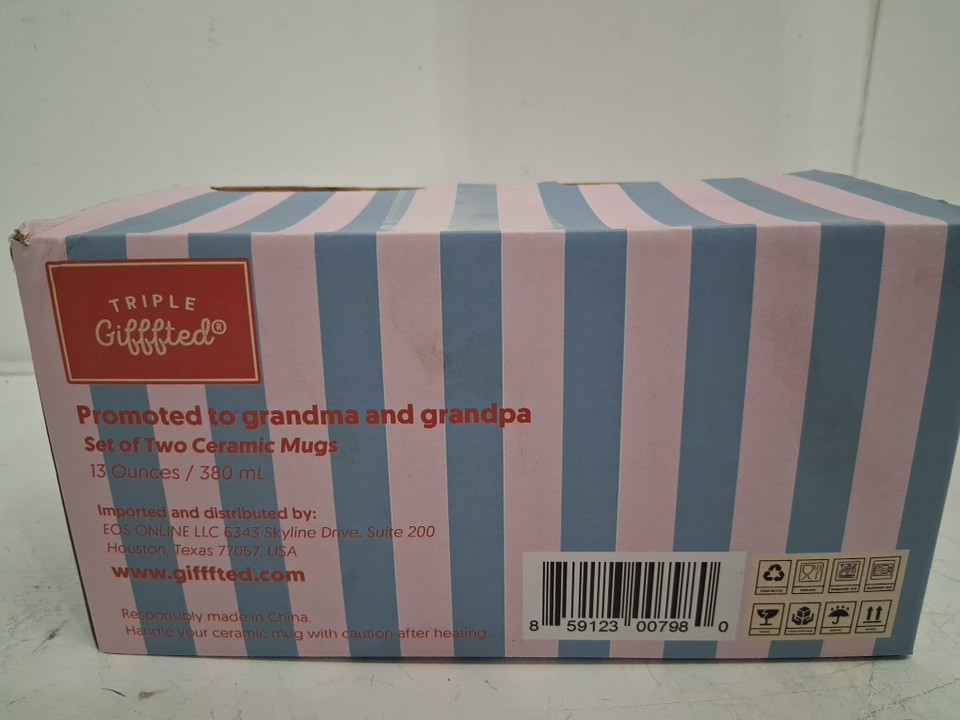 TRIPLE
Gifffted®
Promoted to grandma and grandpa
Set of Two Ceramic Mugs
13 Ounces / 380 mL
Imported and distributed by:
EOS ONLINE LLC 6343 Skyline Drive, Suite 200
Houston, Texas 77057, USA
www.gifffted.com
Responsibly made in China.
Handle your ceramic mug with caution after heating.
8 59123 00798 0